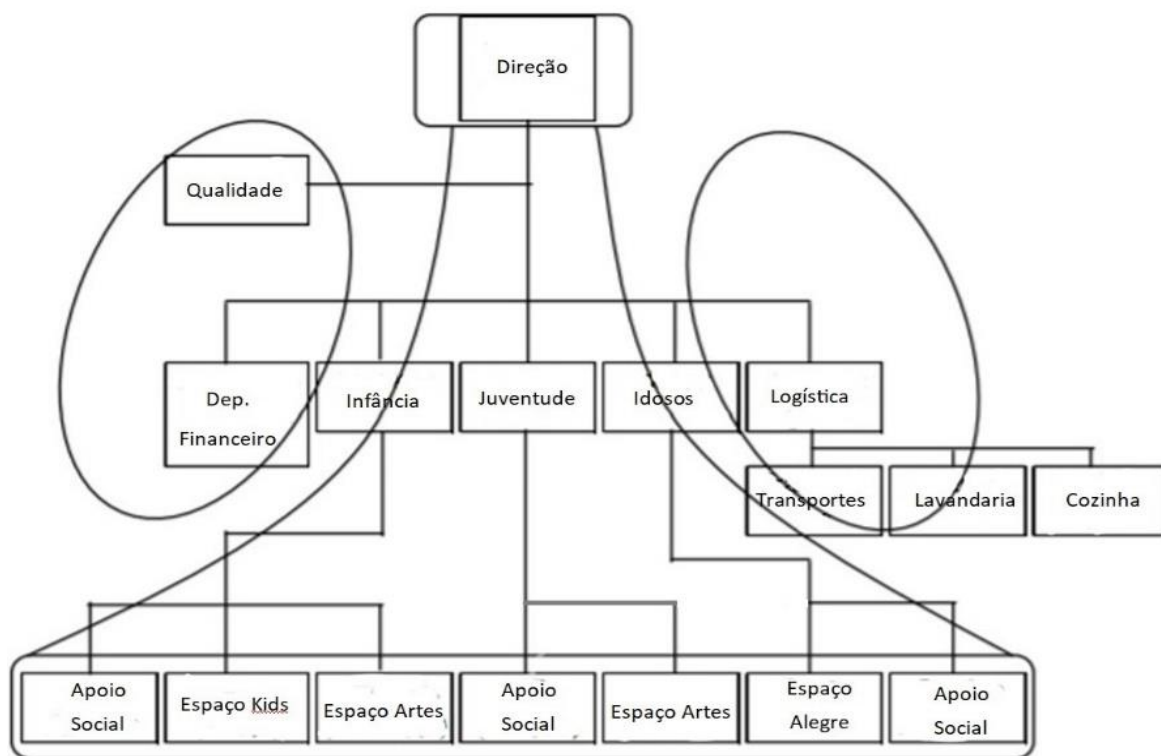 Direção
Qualidade
Dep.
Financeiro
Infância
Juventude
Idosos
Logística
Transportes
Lavandaria
Cozinha
Apoio
Social
Espaço Kids
Espaço Artes
Apoio
Social
Espaço Artes
Espaço
Alegre
Apoio
Social